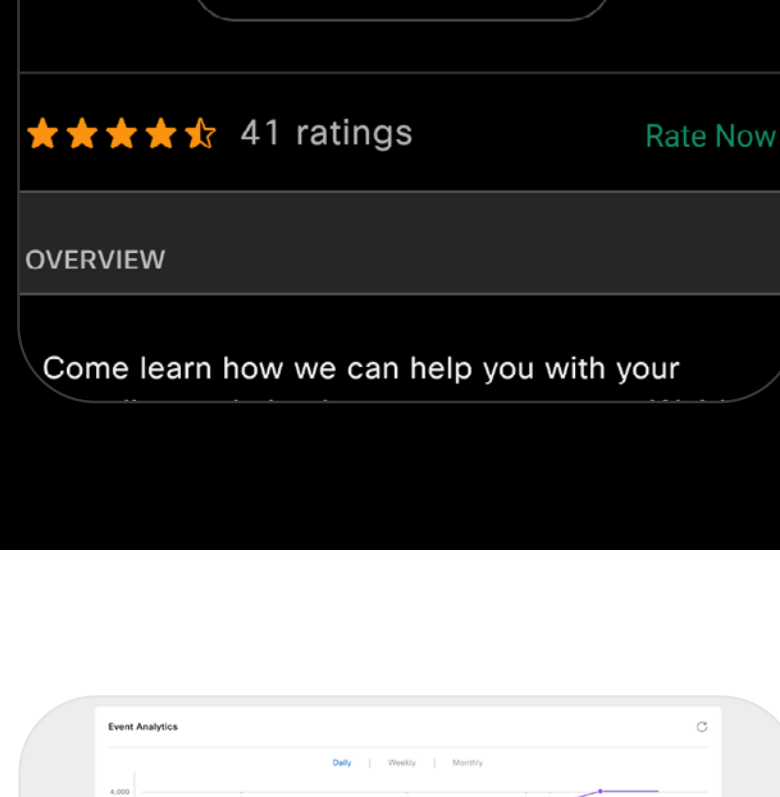 41 ratings
Rate Now
OVERVIEW
Come learn how we can help you with your
Event Analytics
Daily | Weekly | Monthly
4,000